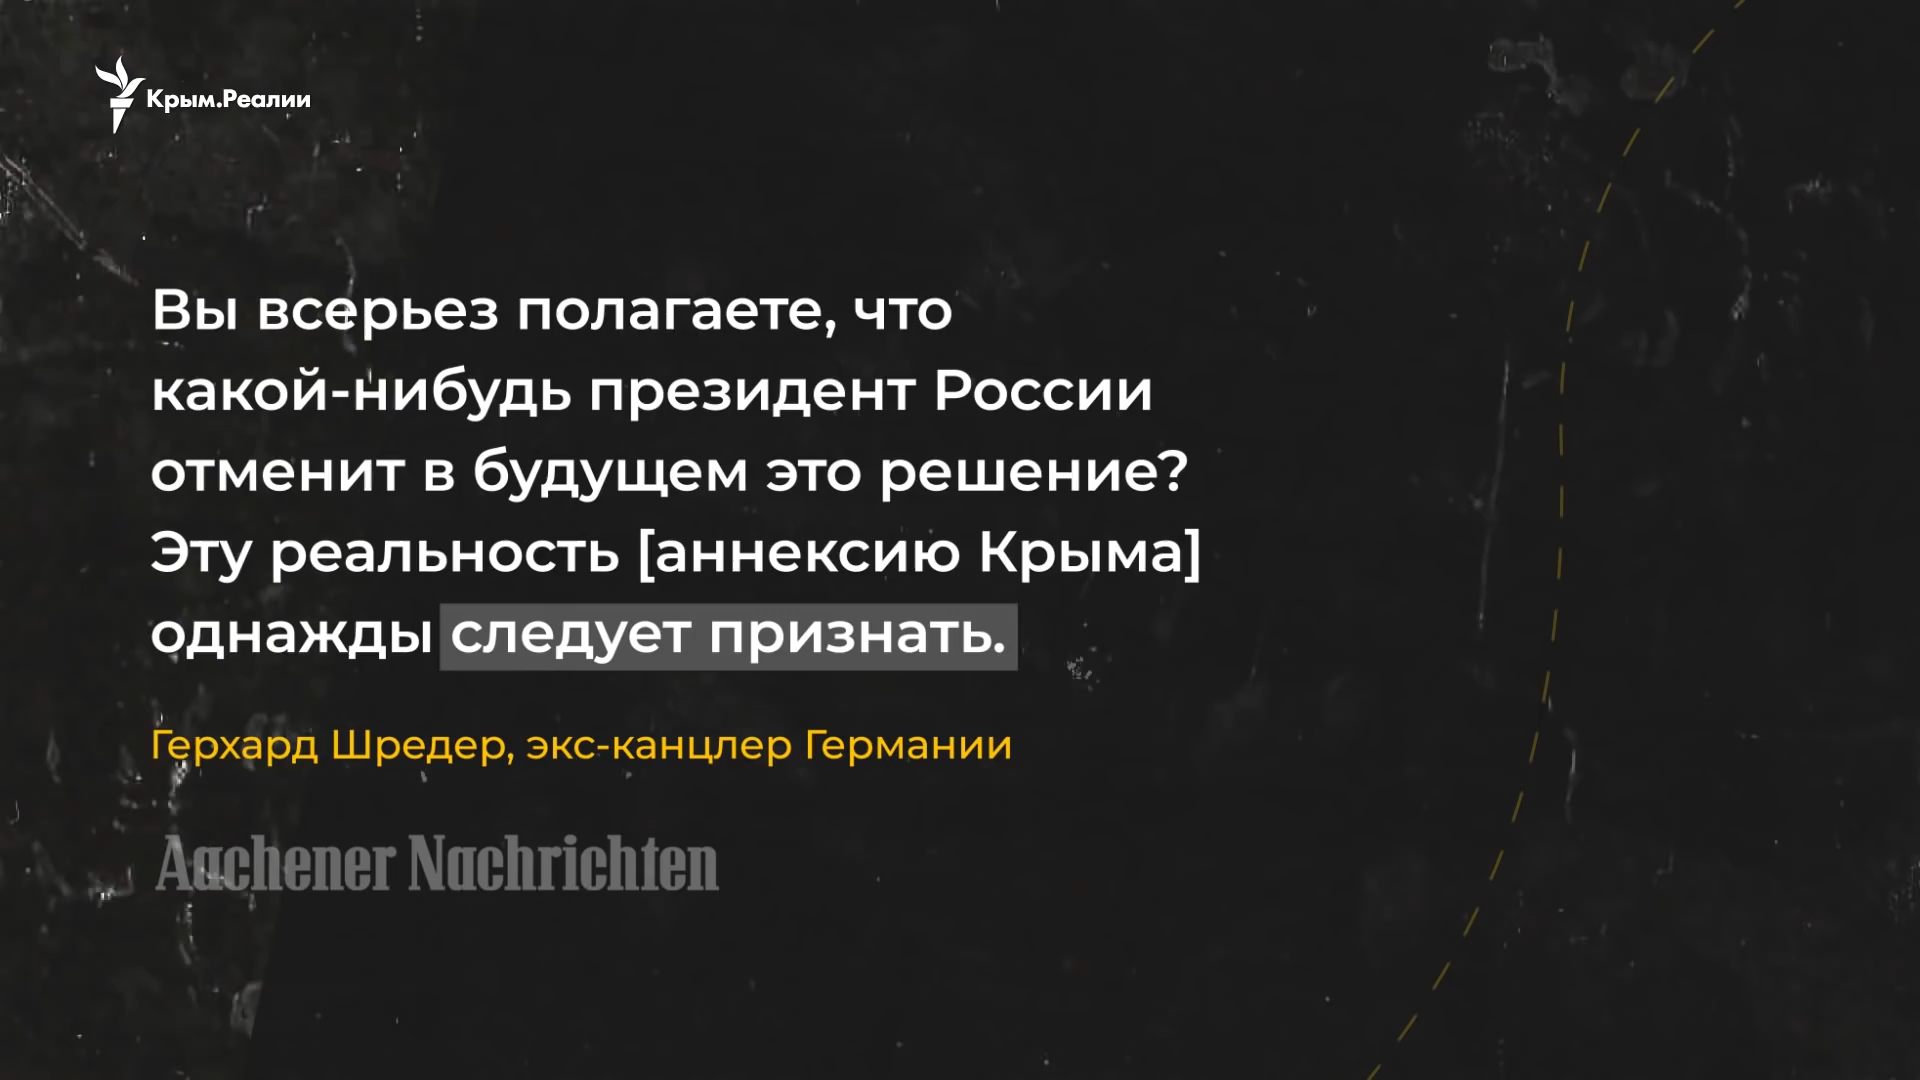 Крым.Реалии
Вы всерьез полагаете, что
какой-нибудь президент России
отменит в будущем это решение?
Эту реальность [аннексию Крыма]
однажды следует признать.
Герхард Шредер, экс-канцлер Германии
Aachener Nachrichten